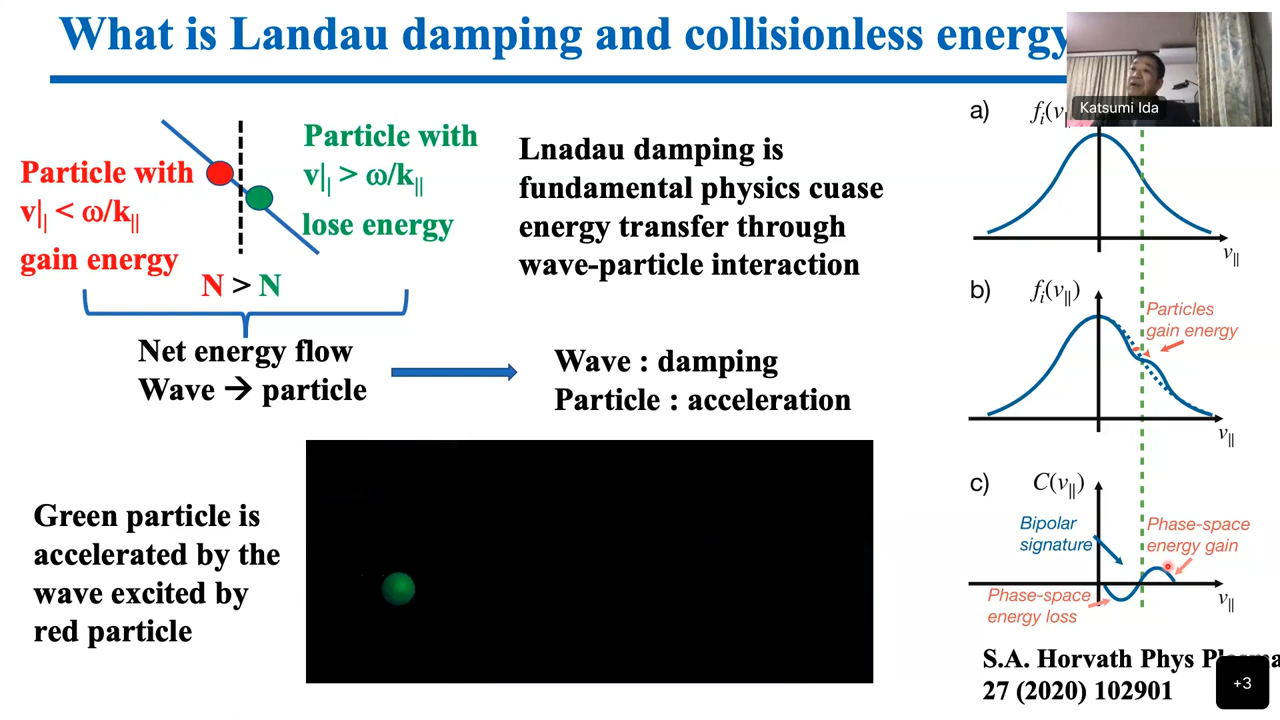 What is Landau damping and collisionless energy
Katsumi Ida
Particle with
v|| < ω/k||
gain energy
Particle with
v|| > ω/k||
lose energy
N > N
Net energy flow
Wave → particle
Lnadau damping is
fundamental physics cuase
energy transfer through
wave-particle interaction
Wave : damping
Particle : acceleration
Green particle is
accelerated by the
wave excited by
red particle
a)
fi(v||
v||
b)
fi(v||)
Particles
gain energy
v||
c)
C(v||)
Bipolar
signature
Phase-space
energy gain
Phase-space
energy loss
v||
S.A. Horvath Phys Plasma
27 (2020) 102901
+3